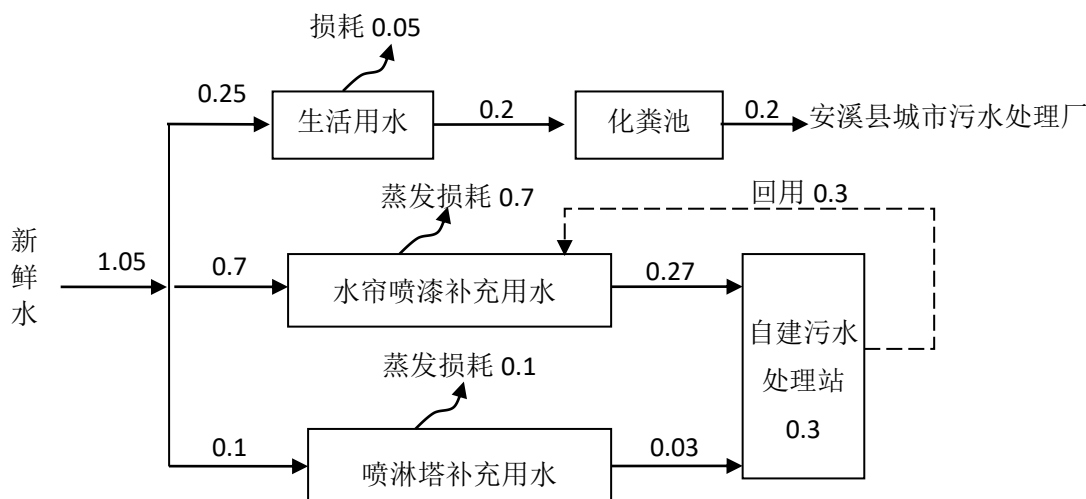 损耗 0.05
0.25
生活用水
0.2
化粪池
0.2
安溪县城市污水处理厂
蒸发损耗 0.7
回用 0.3
新
鲜
水
1.05
0.7
水帘喷漆补充用水
0.27
自建污水
处理站
0.3
蒸发损耗 0.1
0.1
喷淋塔补充用水
0.03